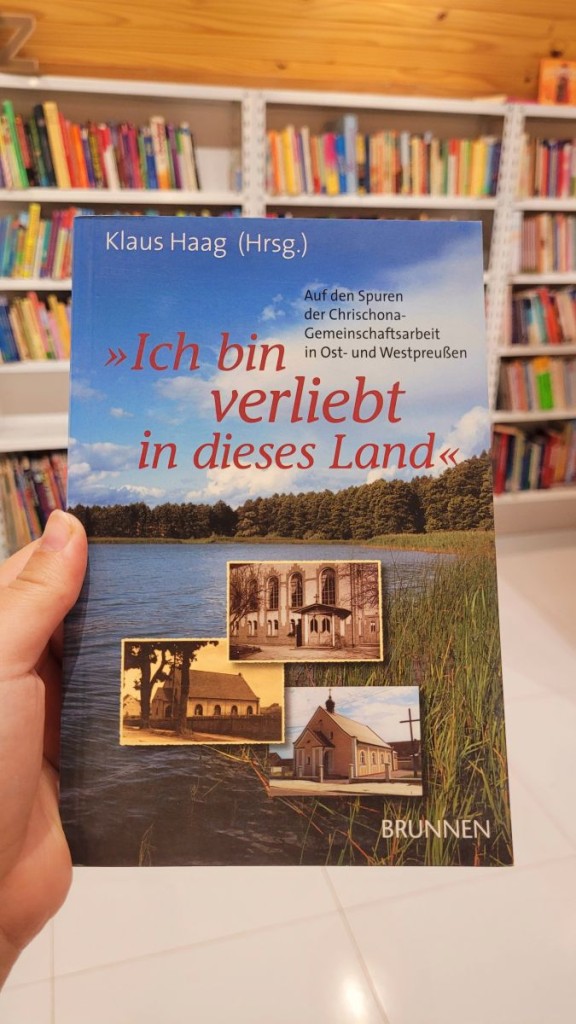 Klaus Haag (Hrsg.)
Auf den Spuren
der Chrischona-
Gemeinschaftsarbeit
in Ost- und Westpreußen
»Ich bin
verliebt
in dieses Land«
BRUNNEN
Z